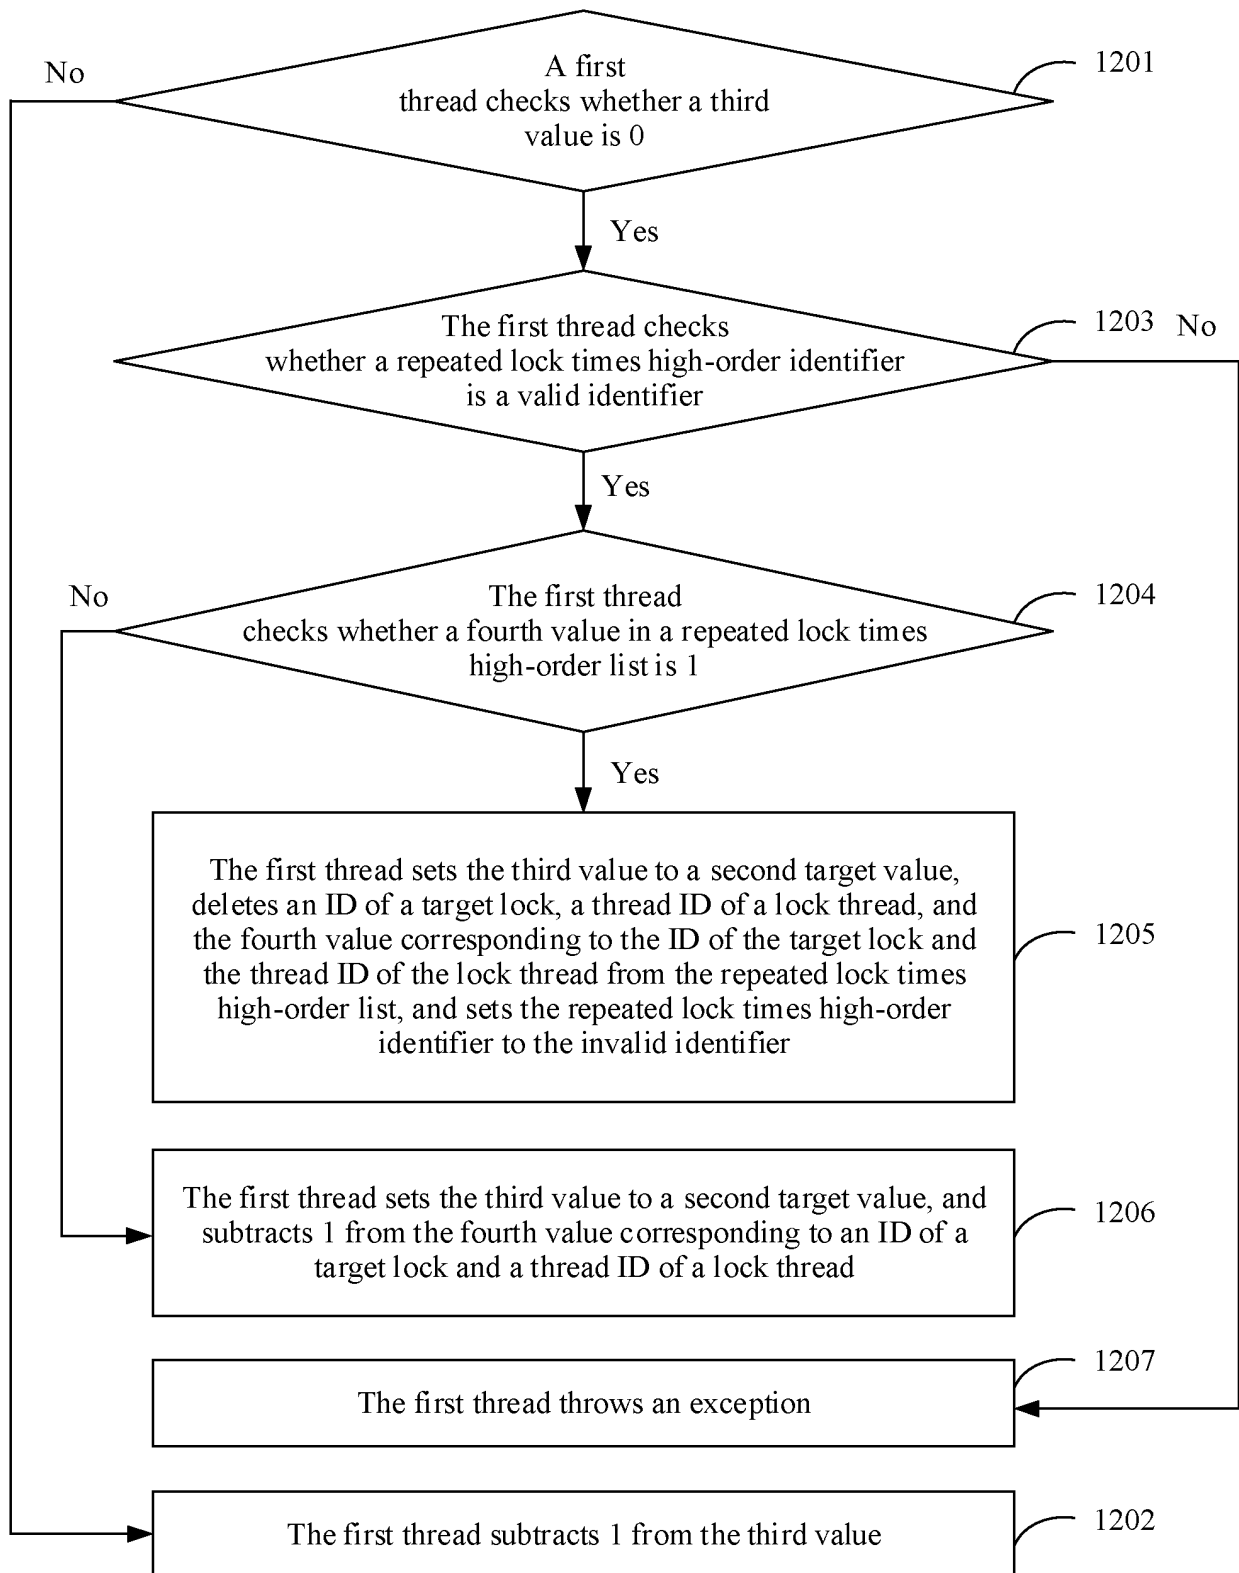 No
A first
thread checks whether a third
value is 0
1201
Yes
The first thread checks
whether a repeated lock times high-order identifier
is a valid identifier
1203
No
Yes
No
The first thread
checks whether a fourth value in a repeated lock times
high-order list is 1
1204
Yes
The first thread sets the third value to a second target value,
deletes an ID of a target lock, a thread ID of a lock thread, and
the fourth value corresponding to the ID of the target lock and
the thread ID of the lock thread from the repeated lock times
high-order list, and sets the repeated lock times high-order
identifier to the invalid identifier
1205
The first thread sets the third value to a second target value, and
subtracts 1 from the fourth value corresponding to an ID of a
target lock and a thread ID of a lock thread
1206
The first thread throws an exception
1207
The first thread subtracts 1 from the third value
1202